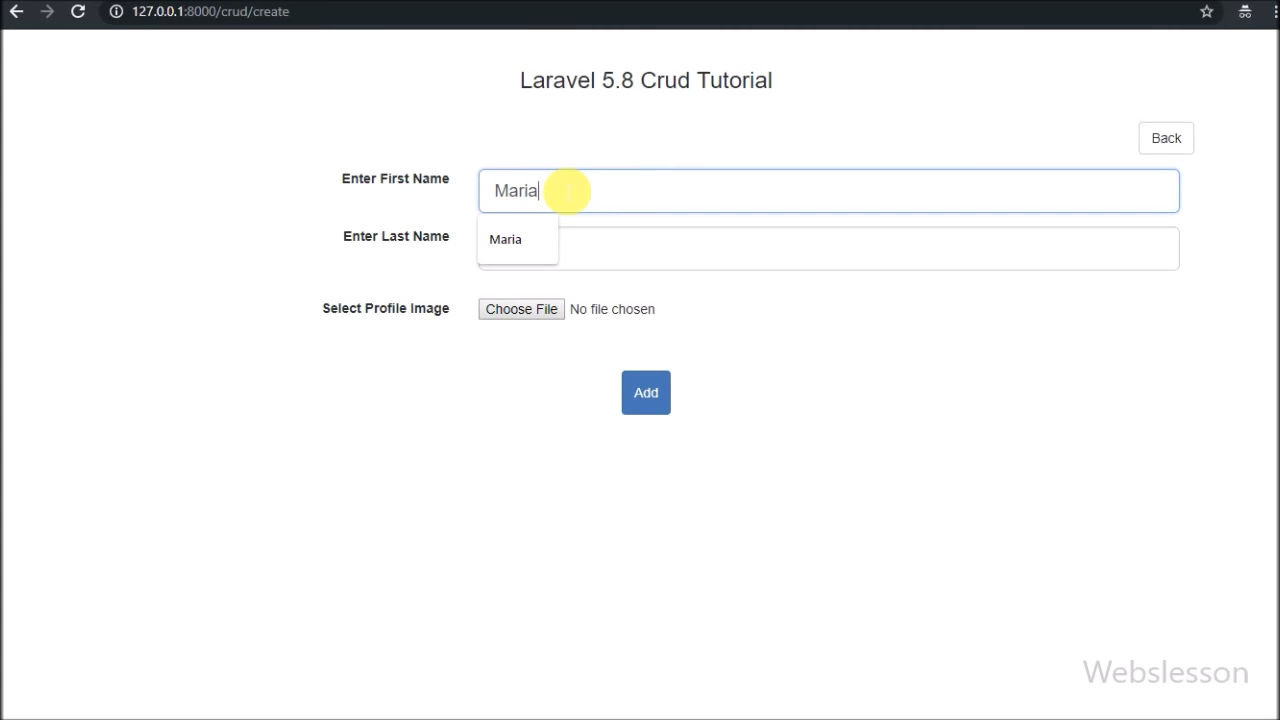 127.0.0.1:8000/crud/create
Laravel 5.8 Crud Tutorial
Back
Enter First Name
Maria
Maria
Enter Last Name
Select Profile Image
Choose File No file chosen
Add
Webslesson